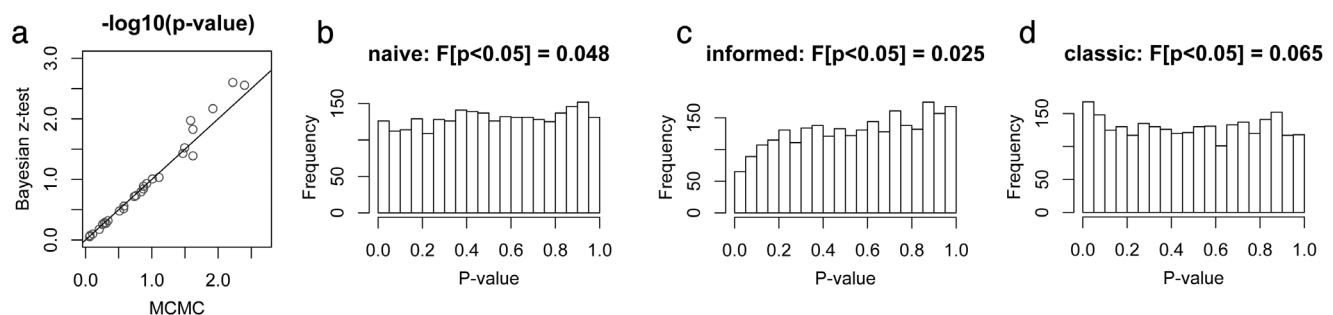 a
-log10(p-value)
Bayesian z-test
0.0 1.0 2.0 3.0
0.0 1.0 2.0
MCMC
b
naive: F[p<0.05] = 0.048
Frequency
0 50 150
0.0 0.2 0.4 0.6 0.8 1.0
P-value
c
informed: F[p<0.05] = 0.025
Frequency
0 50 150
0.0 0.2 0.4 0.6 0.8 1.0
P-value
d
classic: F[p<0.05] = 0.065
Frequency
0 50 150
0.0 0.2 0.4 0.6 0.8 1.0
P-value